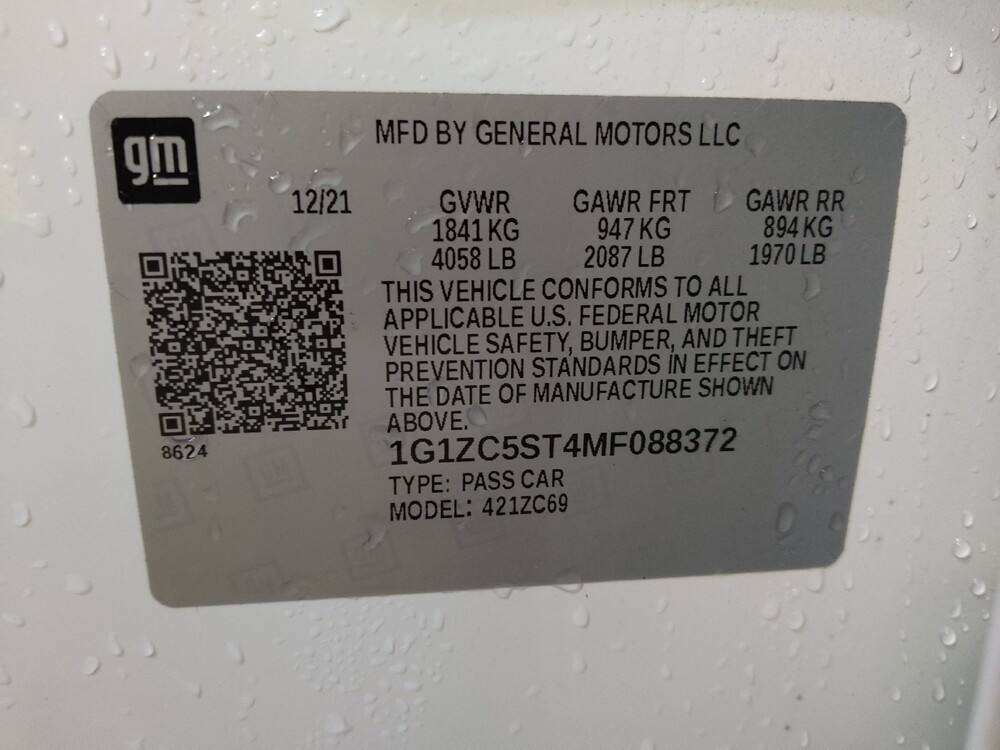 gm
MFD BY GENERAL MOTORS LLC
12/21 GVWR GAWR FRT GAWR RR
1841 KG 947 KG 894 KG
4058 LB 2087 LB 1970 LB
THIS VEHICLE CONFORMS TO ALL
APPLICABLE U.S. FEDERAL MOTOR
VEHICLE SAFETY, BUMPER, AND THEFT
PREVENTION STANDARDS IN EFFECT ON
THE DATE OF MANUFACTURE SHOWN
ABOVE.
8624
1G1ZC5ST4MF088372
TYPE: PASS CAR
MODEL: 421ZC69